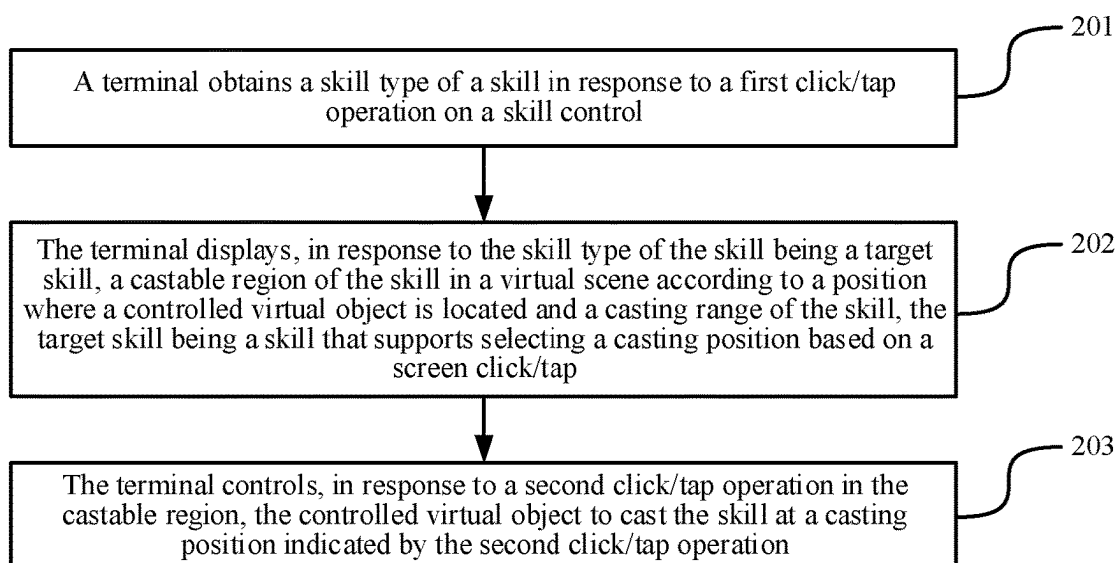 201
A terminal obtains a skill type of a skill in response to a first click/tap
operation on a skill control
202
The terminal displays, in response to the skill type of the skill being a target
skill, a castable region of the skill in a virtual scene according to a position
where a controlled virtual object is located and a casting range of the skill, the
target skill being a skill that supports selecting a casting position based on a
screen click/tap
203
The terminal controls, in response to a second click/tap operation in the
castable region, the controlled virtual object to cast the skill at a casting
position indicated by the second click/tap operation